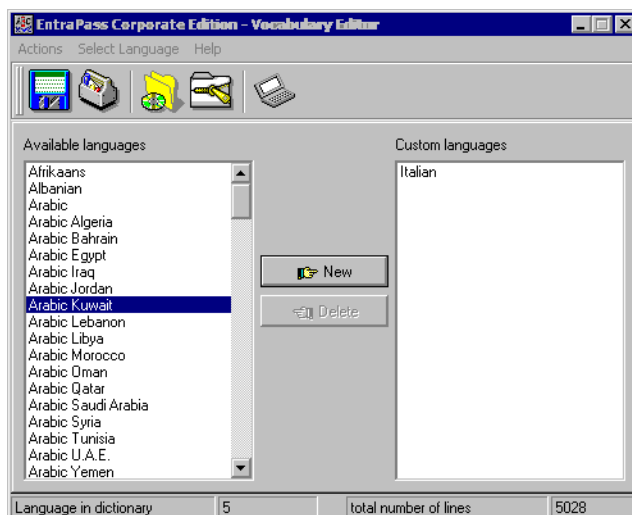 EntraPass Corporate Edition - Vocabulary Editor
Actions Select Language Help
Available languages
Custom languages
Afrikaans
Albanian
Arabic
Arabic Algeria
Arabic Bahrain
Arabic Egypt
Arabic Iraq
Arabic Jordan
Arabic Kuwait
Arabic Lebanon
Arabic Libya
Arabic Morocco
Arabic Oman
Arabic Qatar
Arabic Saudi Arabia
Arabic Syria
Arabic Tunisia
Arabic U.A.E.
Arabic Yemen
New
Delete
Italian
Language in dictionary 5 total number of lines 5028